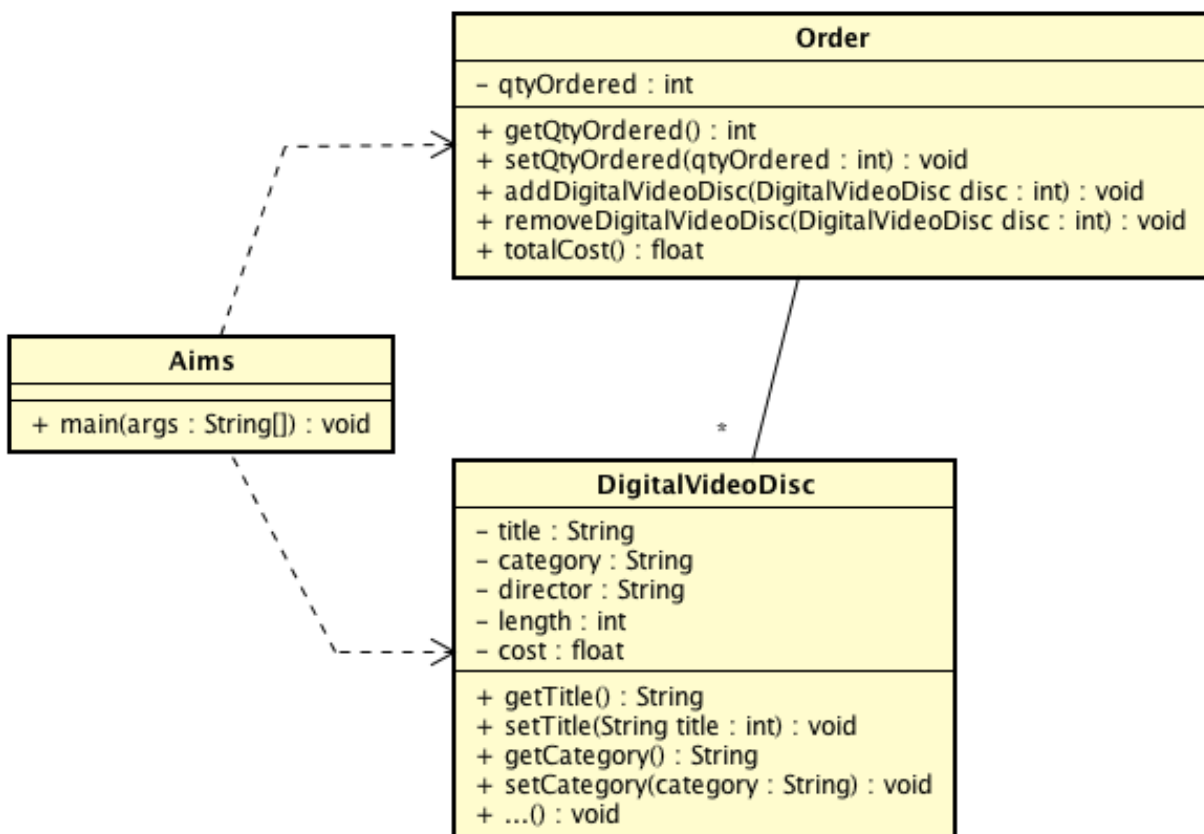 Order
- qtyOrdered : int
+ getQtyOrdered() : int
+ setQtyOrdered(qtyOrdered : int) : void
+ addDigitalVideoDisc(DigitalVideoDisc disc : int) : void
+ removeDigitalVideoDisc(DigitalVideoDisc disc : int) : void
+ totalCost() : float
Aims
+ main(args : String[]) : void
*
DigitalVideoDisc
- title : String
- category : String
- director : String
- length : int
- cost : float
+ getTitle() : String
+ setTitle(String title : int) : void
+ getCategory() : String
+ setCategory(category : String) : void
+ ...() : void